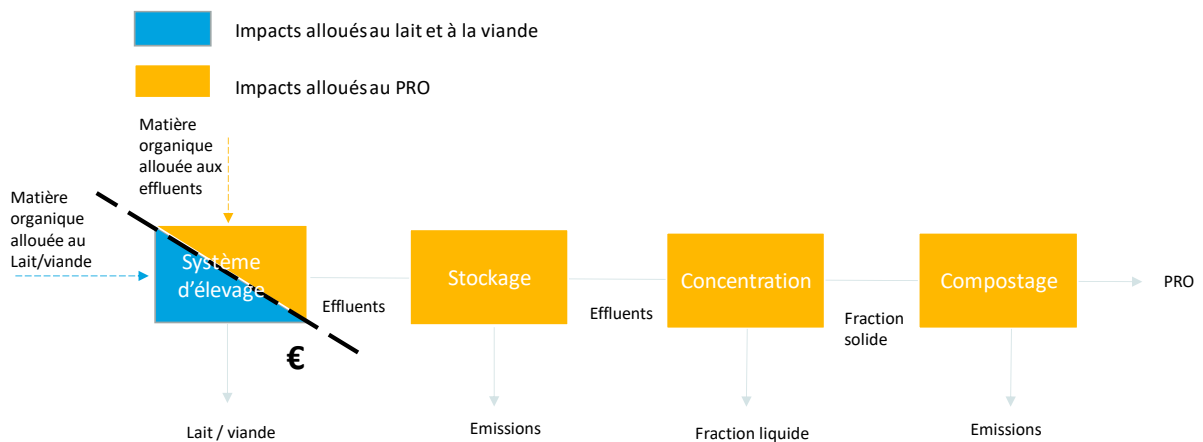 Impacts alloués au lait et à la viande
Impacts alloués au PRO
Matière
organique
allouée aux
effluents
Matière
organique
allouée au
Lait/viande
Système
d'élevage
Effluents
Stockage
Effluents
Concentration
Fraction
solide
Compostage
PRO
€
Lait / viande
Emissions
Fraction liquide
Emissions